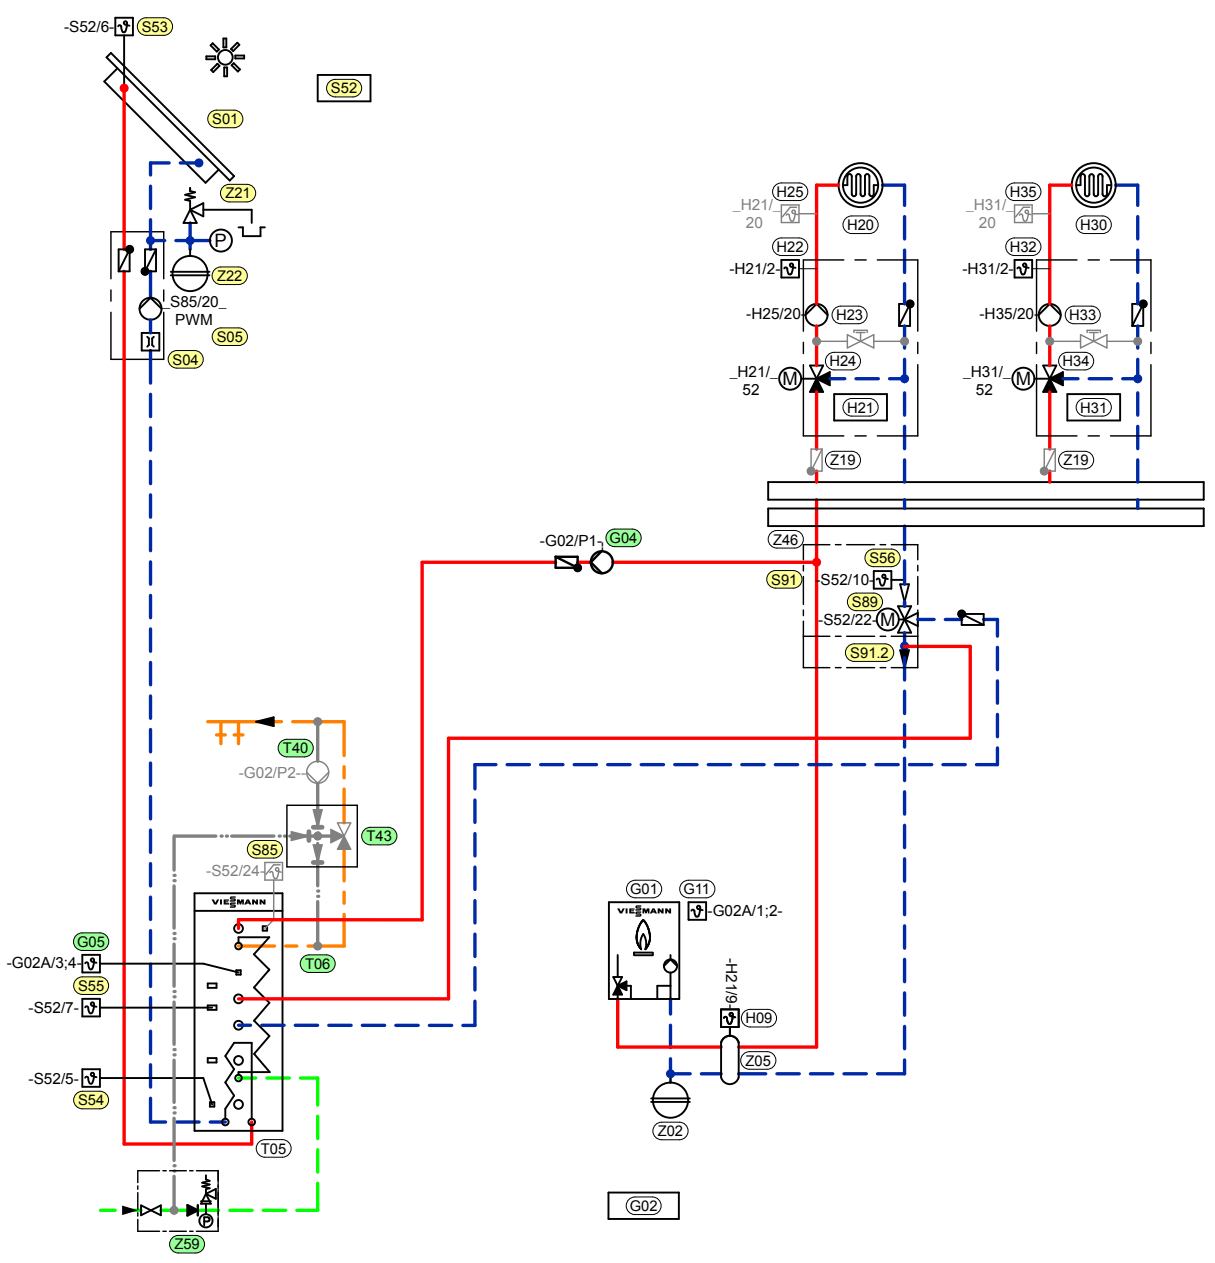 -S52/6-
S53
S52
S01
Z21
P
Z22
_S85/20_
PWM
S05
S04
H25
_H21/_
20
H20
H22
-H21/2-
-H25/20-
H23
H24
_H21/_
52
M
H21
Z19
H35
_H31/_
20
H30
H32
-H31/2-
-H35/20-
H33
H34
_H31/_
52
M
H31
Z19
-G02/P1-
G04
Z46
S91
S56
-S52/10-
S89
-S52/22-
M
S91.2
T40
-G02/P2-
T43
S85
-S52/24-
VIESMANN
G05
-G02A/3;4-
S55
-S52/7-
-S52/5-
S54
T06
T05
Z59
P
G01
G11
VIESMANN
-G02A/1;2-
-H21/9-
H09
Z05
Z02
G02